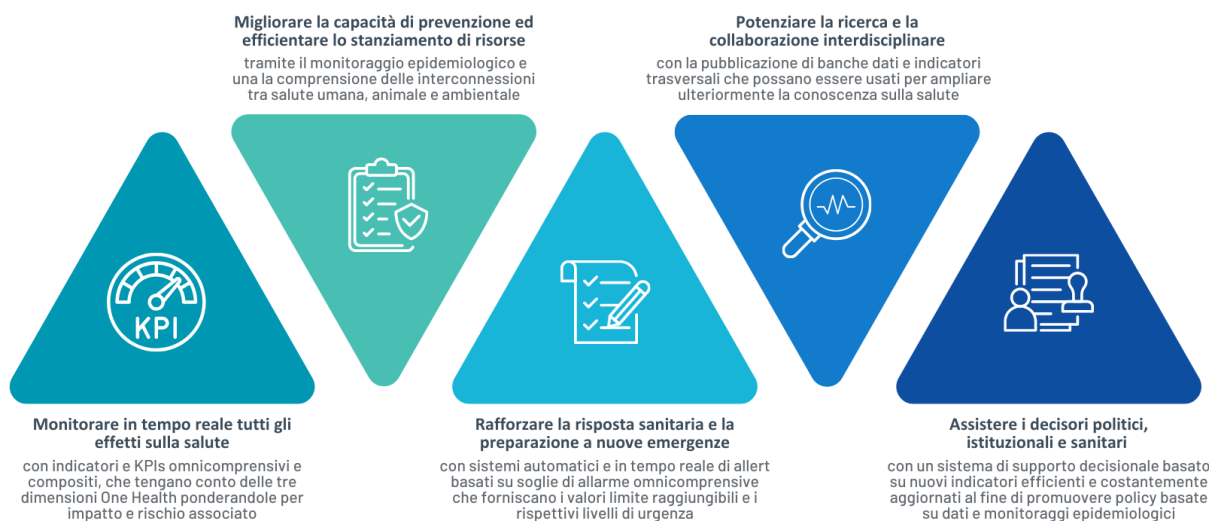 Migliorare la capacità di prevenzione ed
efficientare lo stanziamento di risorse
tramite il monitoraggio epidemiologico e
una la comprensione delle interconnessioni
tra salute umana, animale e ambientale
Potenziare la ricerca e la
collaborazione interdisciplinare
con la pubblicazione di banche dati e indicatori
trasversali che possano essere usati per ampliare
ulteriormente la conoscenza sulla salute
KPI
Monitorare in tempo reale tutti gli
effetti sulla salute
con indicatori e KPIs omnicomprensivi e
compositi, che tengano conto delle tre
dimensioni One Health ponderandole per
impatto e rischio associato
Rafforzare la risposta sanitaria e la
preparazione a nuove emergenze
con sistemi automatici e in tempo reale di allert
basati su soglie di allarme omnicomprensive
che forniscano i valori limite raggiungibili e i
rispettivi livelli di urgenza
Assistere i decisori politici,
istituzionali e sanitari
con un sistema di supporto decisionale basato
su nuovi indicatori efficienti e costantemente
aggiornati al fine di promuovere policy basate
su dati e monitoraggi epidemiologici